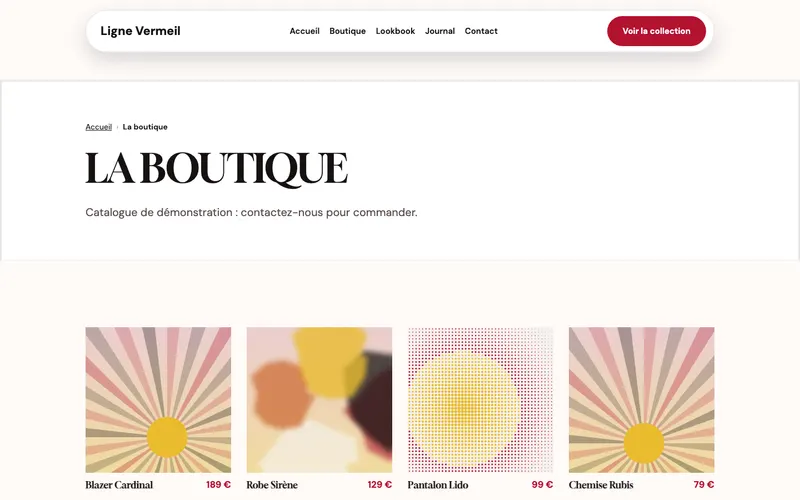 Ligne Vermeil
Accueil Boutique Lookbook Journal Contact
Voir la collection
Accueil › La boutique
LA BOUTIQUE
Catalogue de démonstration : contactez-nous pour commander.
Blazer Cardinal 189 €
Robe Sirène 129 €
Pantalon Lido 99 €
Chemise Rubis 79 €